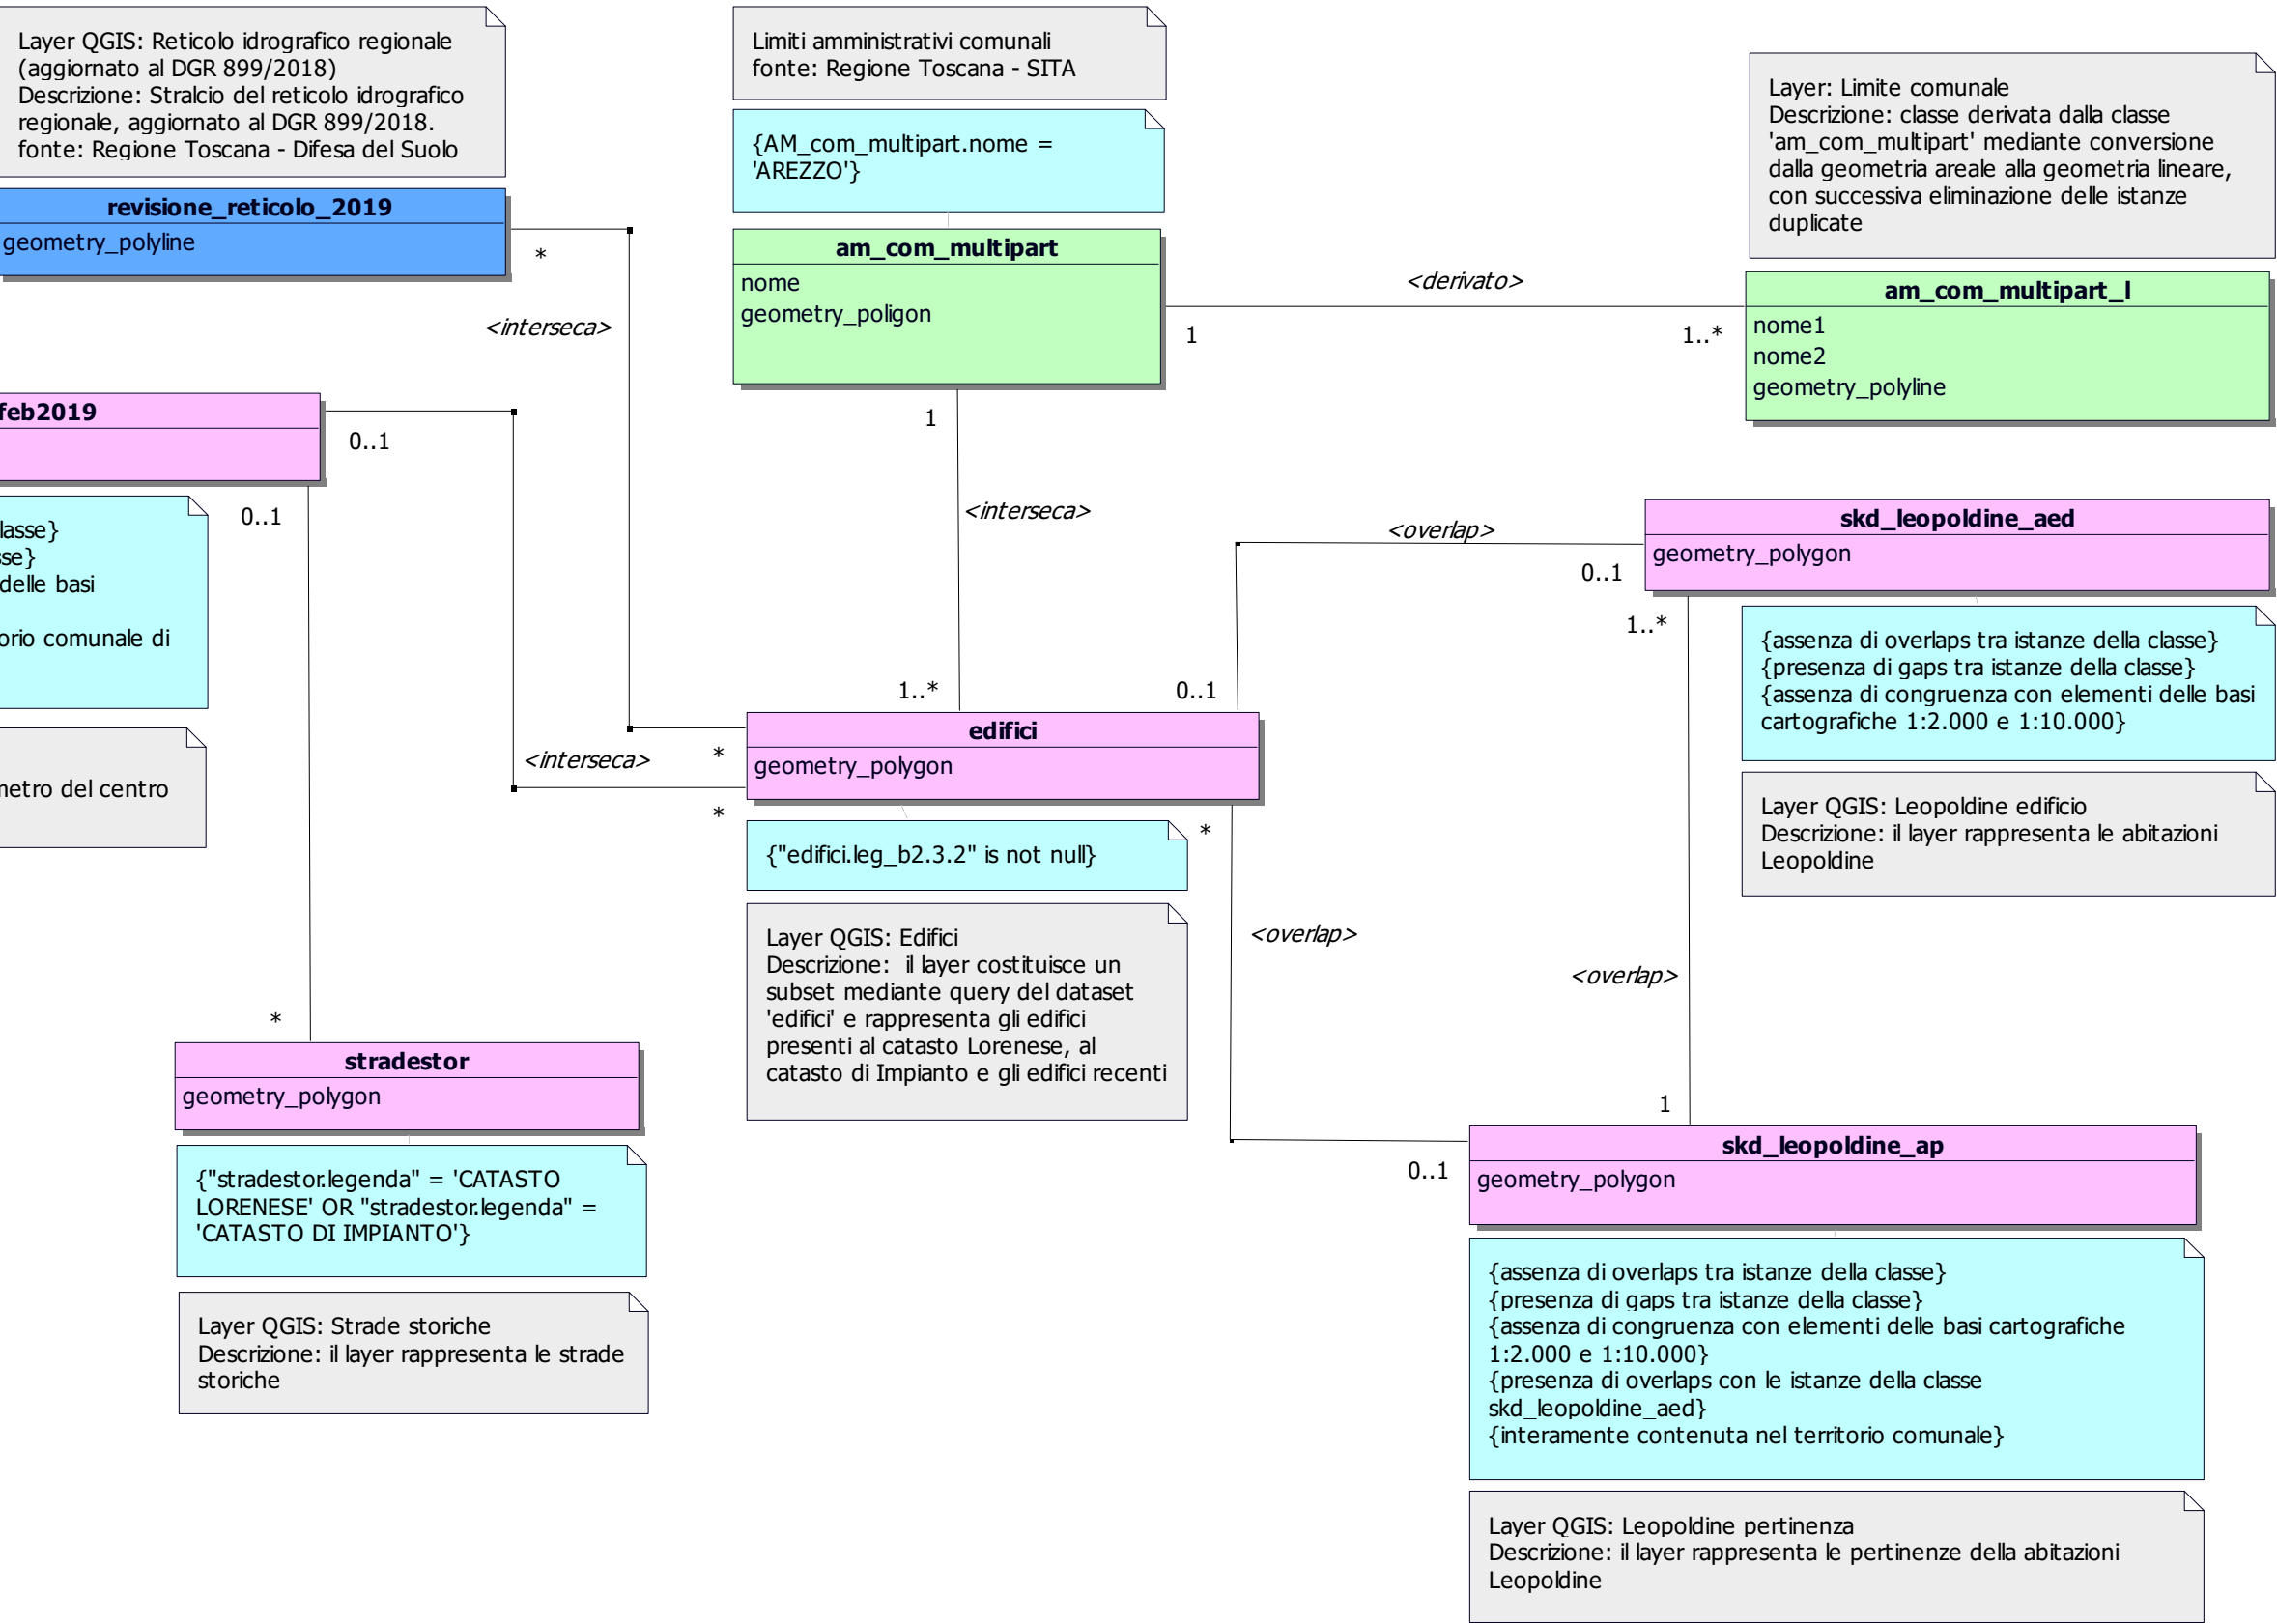 Layer QGIS: Reticolo idrografico regionale
(aggiornato al DGR 899/2018)
Descrizione: Stralcio del reticolo idrografico
regionale, aggiornato al DGR 899/2018.
fonte: Regione Toscana - Difesa del Suolo
revisione_reticolo_2019
geometry_polyline
*
<interseca>
Limiti amministrativi comunali
fonte: Regione Toscana - SITA
{AM_com_multipart.nome =
'AREZZO'}
am_com_multipart
nome
geometry_poligon
1
<derivato>
1..*
Layer: Limite comunale
Descrizione: classe derivata dalla classe
'am_com_multipart' mediante conversione
dalla geometria areale alla geometria lineare,
con successiva eliminazione delle istanze
duplicate
am_com_multipart_l
nome1
nome2
geometry_polyline
feb2019
0..1
0..1
lasse}
sse}
delle basi
orio comunale di
metro del centro
1
<interseca>
1..*
<overlap>
0..1
0..1
skd_leopoldine_aed
geometry_polygon
1..*
{assenza di overlaps tra istanze della classe}
{presenza di gaps tra istanze della classe}
{assenza di congruenza con elementi delle basi
cartografiche 1:2.000 e 1:10.000}
Layer QGIS: Leopoldine edificio
Descrizione: il layer rappresenta le abitazioni
Leopoldine
<interseca>
*
*
edifici
geometry_polygon
*
{"edifici.leg_b2.3.2" is not null}
Layer QGIS: Edifici
Descrizione:  il layer costituisce un
subset mediante query del dataset
'edifici' e rappresenta gli edifici
presenti al catasto Lorenese, al
catasto di Impianto e gli edifici recenti
<overlap>
<overlap>
*
stradestor
geometry_polygon
{"stradestor.legenda" = 'CATASTO
LORENESE' OR "stradestor.legenda" =
'CATASTO DI IMPIANTO'}
Layer QGIS: Strade storiche
Descrizione: il layer rappresenta le strade
storiche
1
0..1
skd_leopoldine_ap
geometry_polygon
{assenza di overlaps tra istanze della classe}
{presenza di gaps tra istanze della classe}
{assenza di congruenza con elementi delle basi cartografiche
1:2.000 e 1:10.000}
{presenza di overlaps con le istanze della classe
skd_leopoldine_aed}
{interamente contenuta nel territorio comunale}
Layer QGIS: Leopoldine pertinenza
Descrizione: il layer rappresenta le pertinenze della abitazioni
Leopoldine